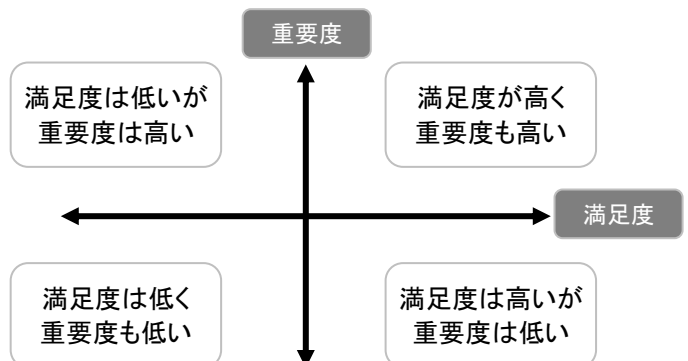 重要度
満足度は低いが
重要度は高い
満足度が高く
重要度も高い
満足度
満足度は低く
重要度も低い
満足度は高いが
重要度は低い